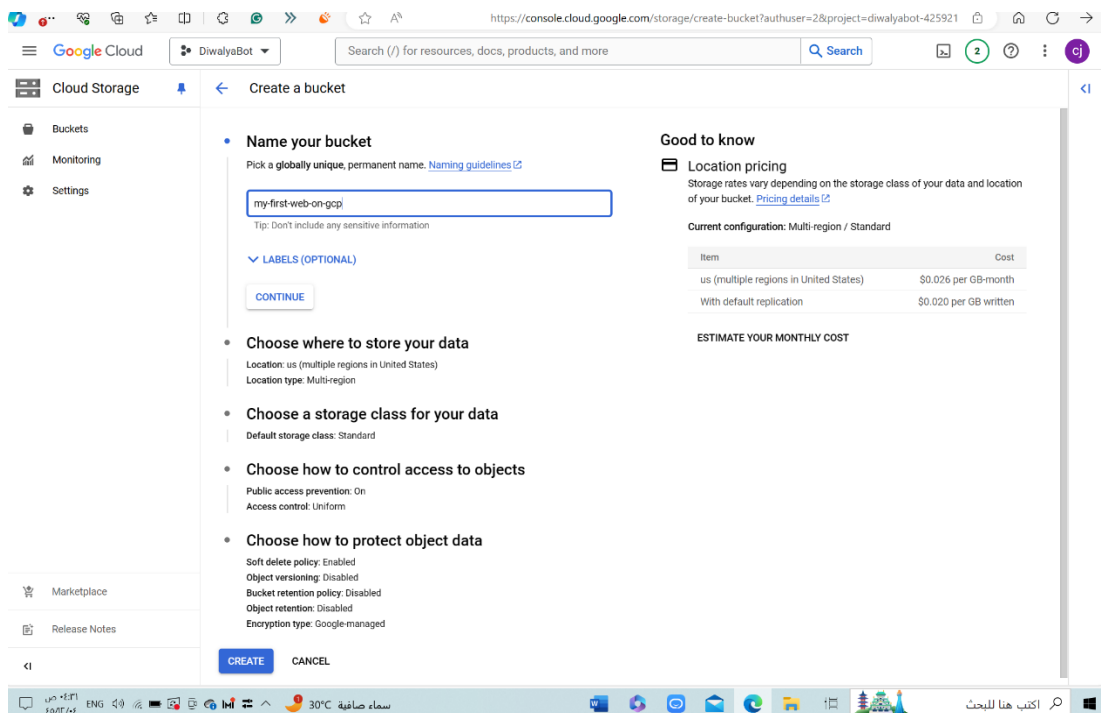 https://console.cloud.google.com/storage/create-bucket?authuser=2&project=diwalyabot-425921
Google Cloud
DiwalyaBot
Search (/) for resources, docs, products, and more
Search
2
cj
Cloud Storage
Create a bucket
Buckets
Monitoring
Settings
Marketplace
Release Notes
Name your bucket
Pick a globally unique, permanent name. Naming guidelines
my-first-web-on-gcp
Tip: Don't include any sensitive information
LABELS (OPTIONAL)
CONTINUE
Choose where to store your data
Location: us (multiple regions in United States)
Location type: Multi-region
Choose a storage class for your data
Default storage class: Standard
Choose how to control access to objects
Public access prevention: On
Access control: Uniform
Choose how to protect object data
Soft delete policy: Enabled
Object versioning: Disabled
Bucket retention policy: Disabled
Object retention: Disabled
Encryption type: Google-managed
CREATE
CANCEL
Good to know
Location pricing
Storage rates vary depending on the storage class of your data and location
of your bucket. Pricing details
Current configuration: Multi-region / Standard
Item Cost
us (multiple regions in United States) $0.026 per GB-month
With default replication $0.020 per GB written
ESTIMATE YOUR MONTHLY COST
اكتب هنا للبحث
30°C سماء صافية
ENG